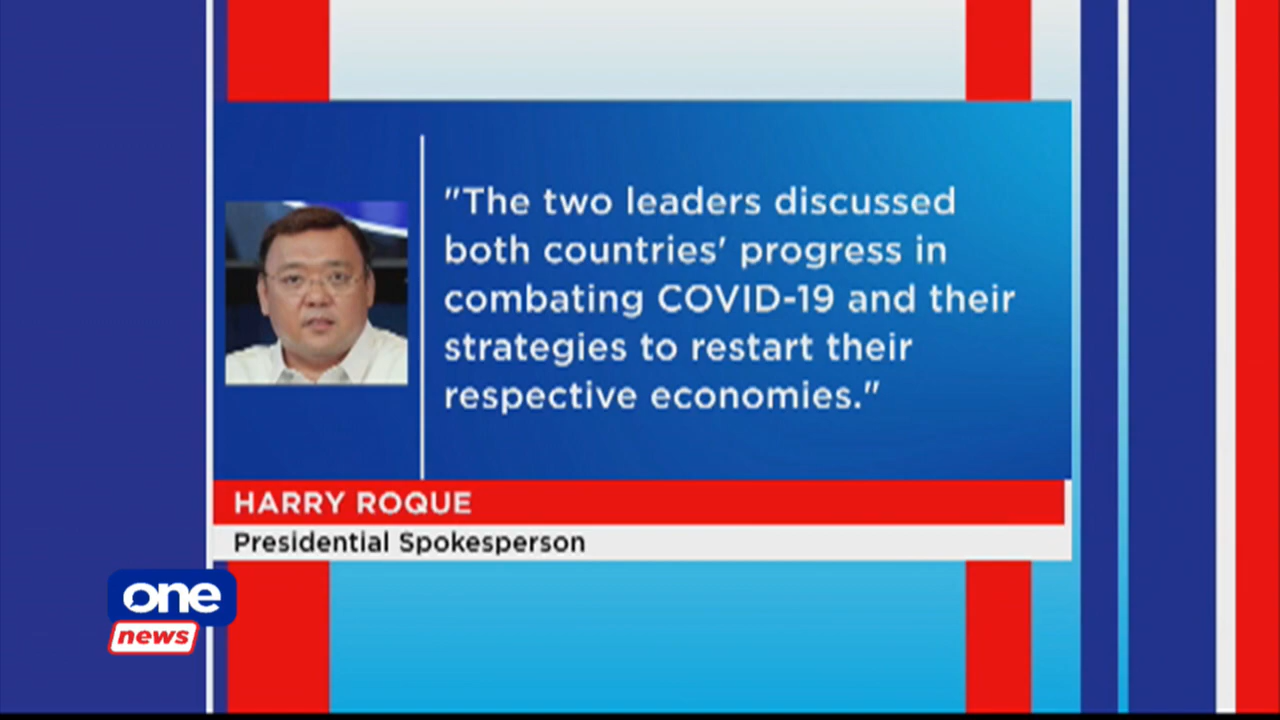 "The two leaders discussed
both countries' progress in
combating COVID-19 and their
strategies to restart their
respective economies."
HARRY ROQUE
Presidential Spokesperson
one
news